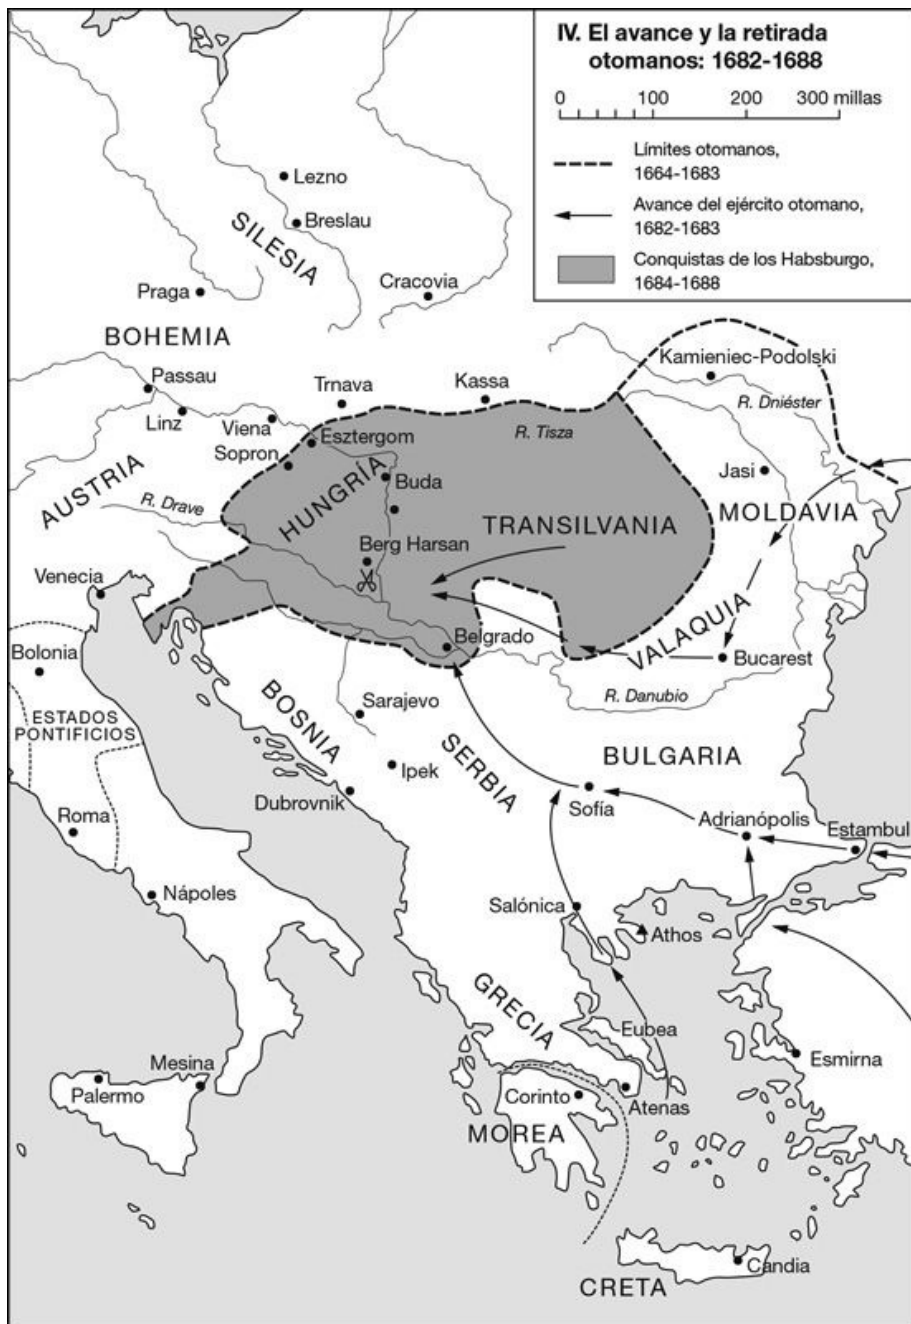 IV. El avance y la retirada
otomanos: 1682-1688
0 100 200 300 millas
Límites otomanos,
1664-1683
Avance del ejército otomano,
1682-1683
Conquistas de los Habsburgo,
1684-1688
Lezno
Breslau
SILESIA
Cracovia
Praga
BOHEMIA
Kamieniec-Podolski
Passau
Trnava
Kassa
R. Dniéster
Linz
Viena
Esztergom
R. Tisza
Sopron
Jasi
AUSTRIA
HUNGRÍA
Buda
R. Drave
TRANSILVANIA
MOLDAVIA
Berg Harsan
Venecia
VALAQUIA
Belgrado
Bolonia
Bucarest
R. Danubio
Sarajevo
ESTADOS
PONTIFICIOS
BOSNIA
SERBIA
BULGARIA
Ipek
Dubrovnik
Sofía
Roma
Adrianópolis
Estambul
Nápoles
Salónica
Athos
GRECIA
Eubea
Mesina
Esmirna
Palermo
Corinto
Atenas
MOREA
Candia
CRETA